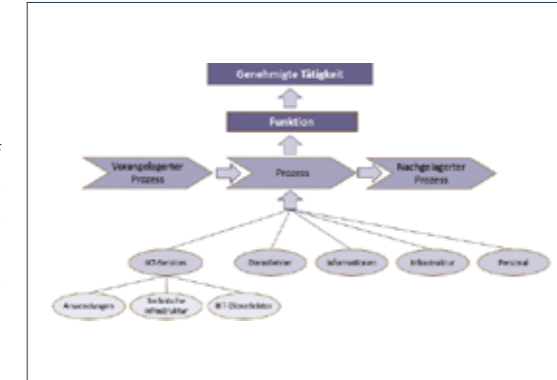 Genehmigte Tätigkeit
Funktion
Vorangelagerter
Prozess
Prozess
Nachgelagerter
Prozess
IKT-Services
Dienstleister
Informationen
Infrastruktur
Personal
Anwendungen
Technische
Infrastruktur
IKT-Dienstleister